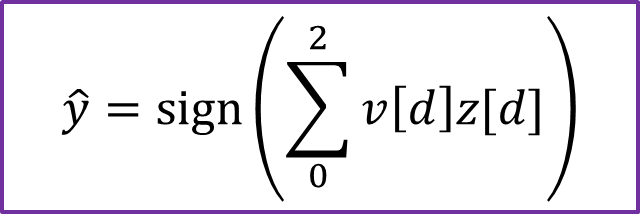 ŷ = sign(∑₀² v[d]z[d])